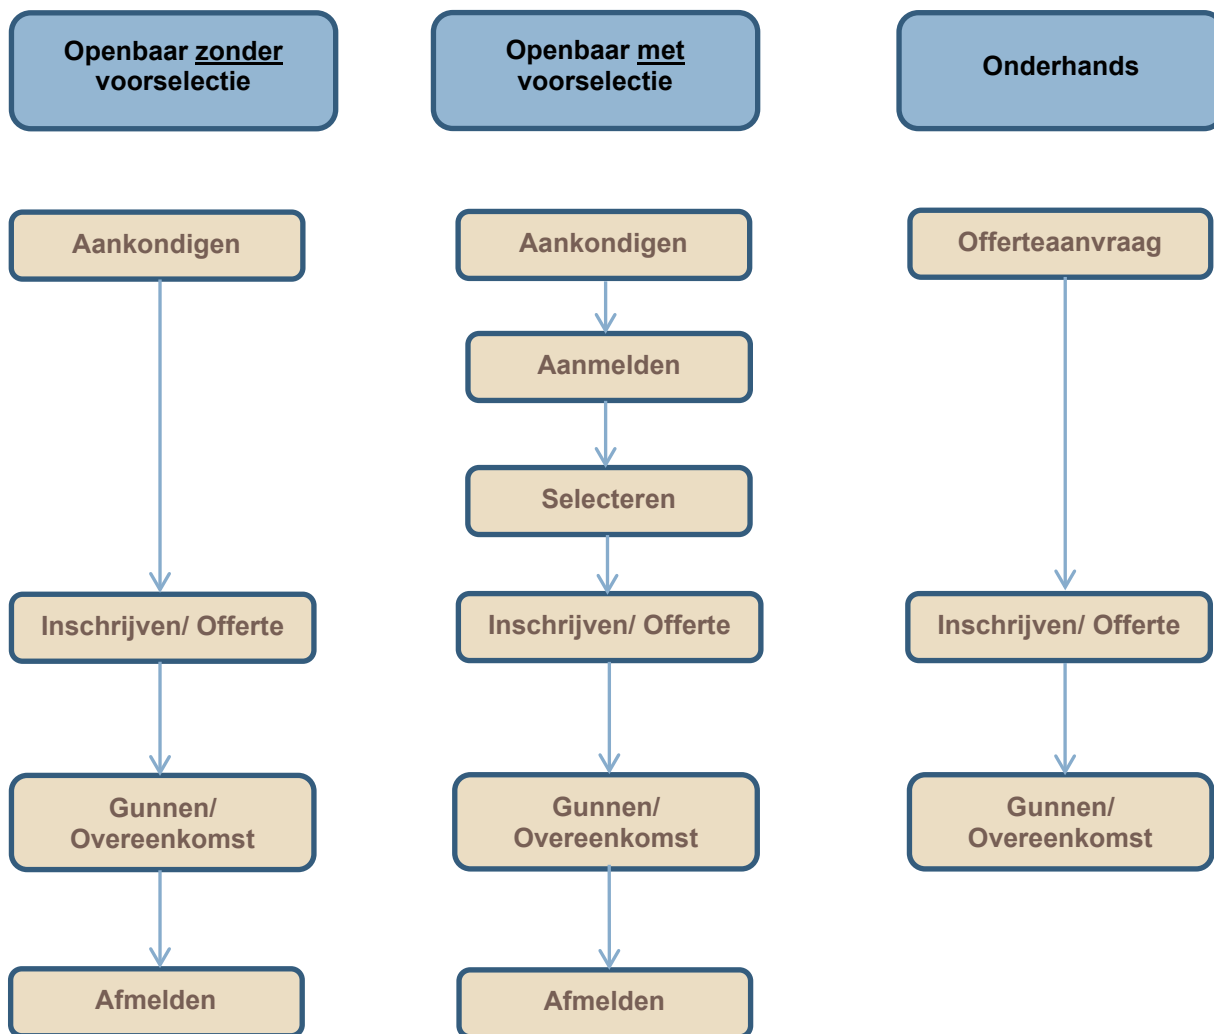 Openbaar zonder
voorselectie
Openbaar met
voorselectie
Onderhands
Aankondigen
Aankondigen
Offerteaanvraag
Aanmelden
Selecteren
Inschrijven/ Offerte
Inschrijven/ Offerte
Inschrijven/ Offerte
Gunnen/
Overeenkomst
Gunnen/
Overeenkomst
Gunnen/
Overeenkomst
Afmelden
Afmelden